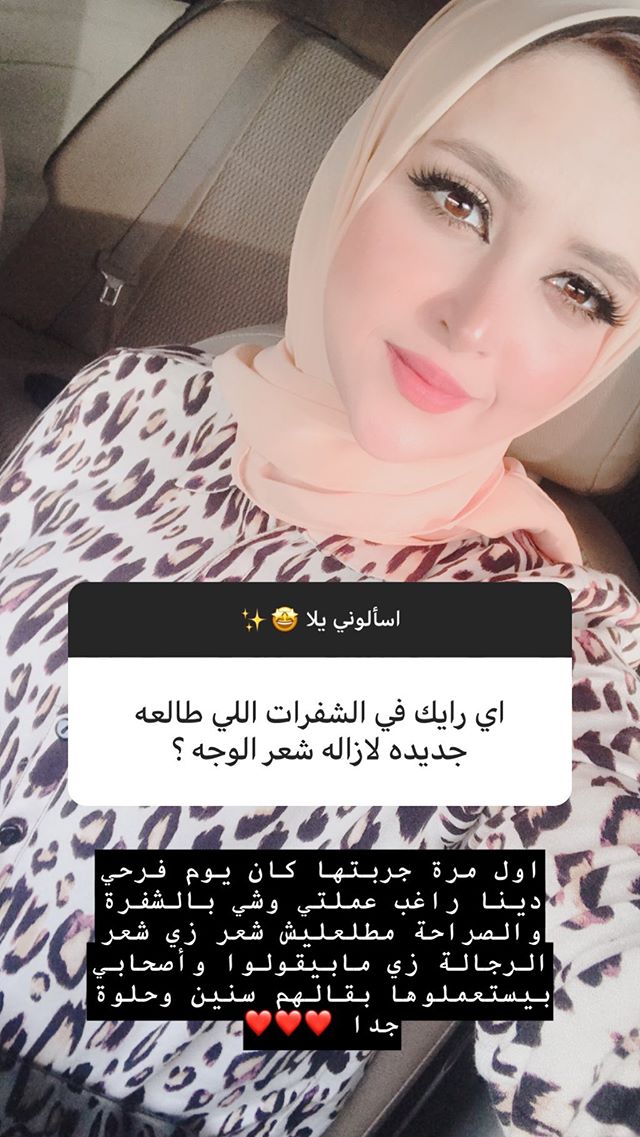 اسألوني يلا 🤩✨
اي رايك في الشفرات اللي طالعه
جديده لازاله شعر الوجه ؟
اول مرة جربتها كان يوم فرحي
دينا راغب عملتي وشي بالشفرة
والصراحة مطلعليش شعر زي شعر
الرجالة زي مابيقولوا وأصحابي
بيستعملوها بقالهم سنين وحلوة
جدا ❤️❤️❤️